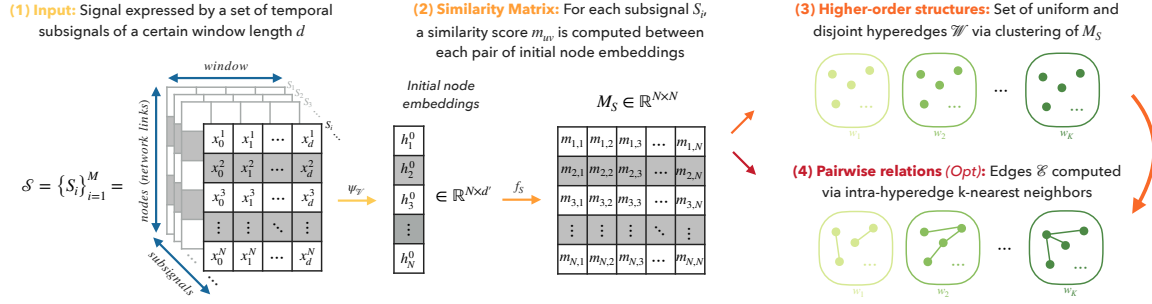 (1) Input: Signal expressed by a set of temporal
subsignals of a certain window length d
window
nodes (network links)
subsignals
S_1
S_2
S_3
...
S_i
...
𝒮 = {S_i}_{i=1}^M =
x_0^1 x_1^1 ⋯ x_d^1
x_0^2 x_1^2 ⋯ x_d^2
x_0^3 x_1^3 ⋯ x_d^3
⋮ ⋮ ⋱ ⋮
x_0^N x_1^N ⋯ x_d^N
... ...
ψ_𝒱
(2) Similarity Matrix: For each subsignal S_i,
a similarity score m_{uv} is computed between
each pair of initial node embeddings
Initial node
embeddings
h_1^0
h_2^0
h_3^0
⋮
h_N^0
∈ ℝ^{N×d′}
f_S
M_S ∈ ℝ^{N×N}
m_{1,1} m_{1,2} m_{1,3} ⋯ m_{1,N}
m_{2,1} m_{2,2} m_{2,3} ⋯ m_{2,N}
m_{3,1} m_{3,2} m_{3,3} ⋯ m_{3,N}
⋮ ⋮ ⋮ ⋱ ⋮
m_{N,1} m_{N,2} m_{N,3} ⋯ m_{N,N}
(3) Higher-order structures: Set of uniform and
disjoint hyperedges 𝒲 via clustering of M_S
... ... ... ...
w_1 w_2 w_K
(4) Pairwise relations (Opt): Edges ℰ computed
via intra-hyperedge k-nearest neighbors
... ... ... ...
w_1 w_2 w_K